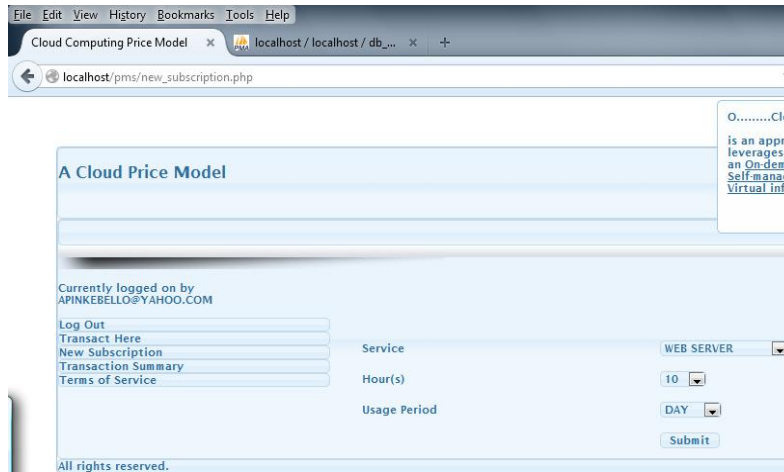 File Edit View History Bookmarks Tools Help
Cloud Computing Price Model × localhost / localhost / db_... × +
localhost/pms/new_subscription.php
O.........Cl
is an appr
leverages
an On-dem
Self-mana
Virtual inf
A Cloud Price Model
Currently logged on by
APINKEBELLO@YAHOO.COM
Log Out
Transact Here
New Subscription
Transaction Summary
Terms of Service
Service WEB SERVER
Hour(s) 10
Usage Period DAY
Submit
All rights reserved.